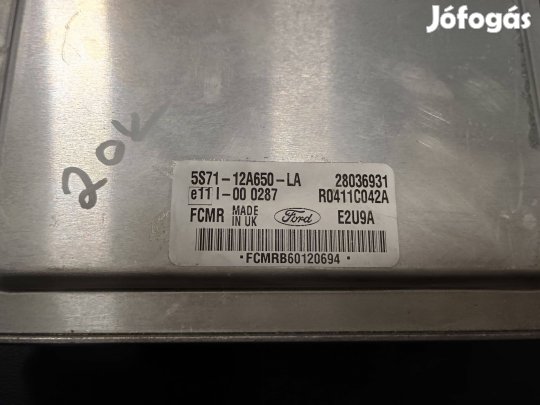 Jófogás
20k
5S71-12A650-LA 28036931
e11 I-00 0287 R0411C042A
FCMR MADE IN UK Ford E2U9A
•FCMRB60120694•